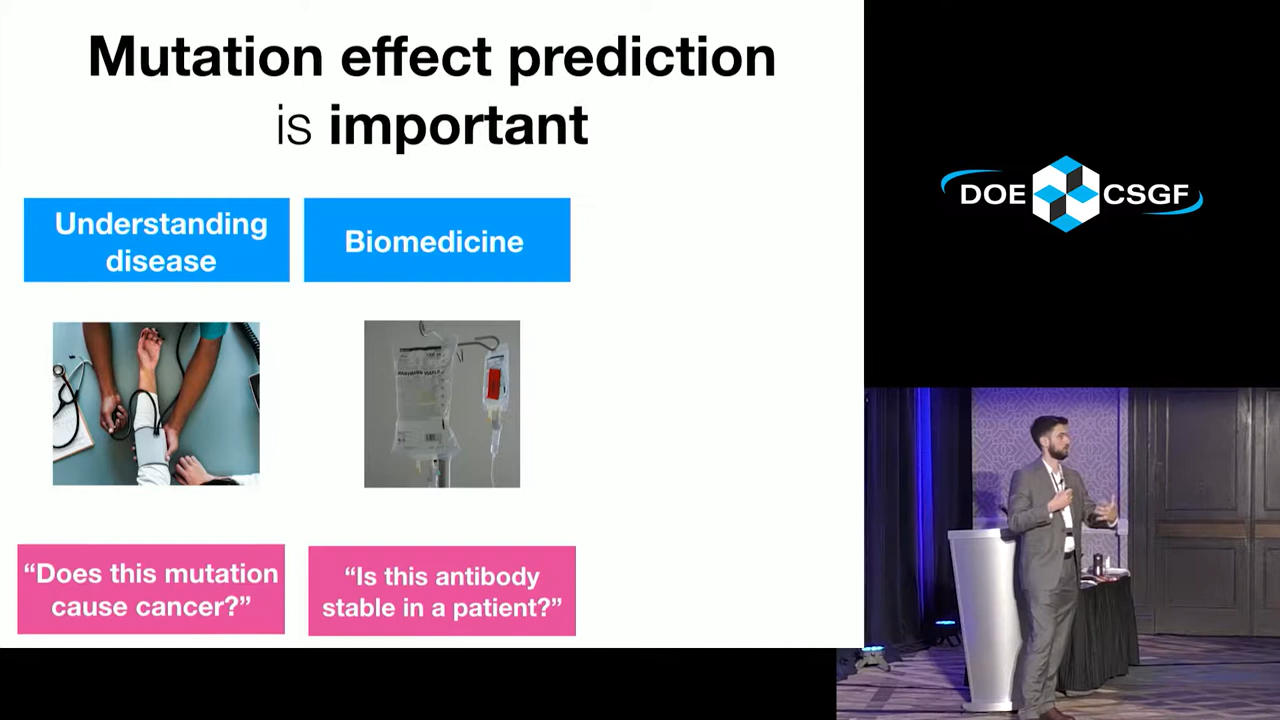 Mutation effect prediction
is important
Understanding
disease
Biomedicine
“Does this mutation
cause cancer?”
“Is this antibody
stable in a patient?”
DOE CSGF